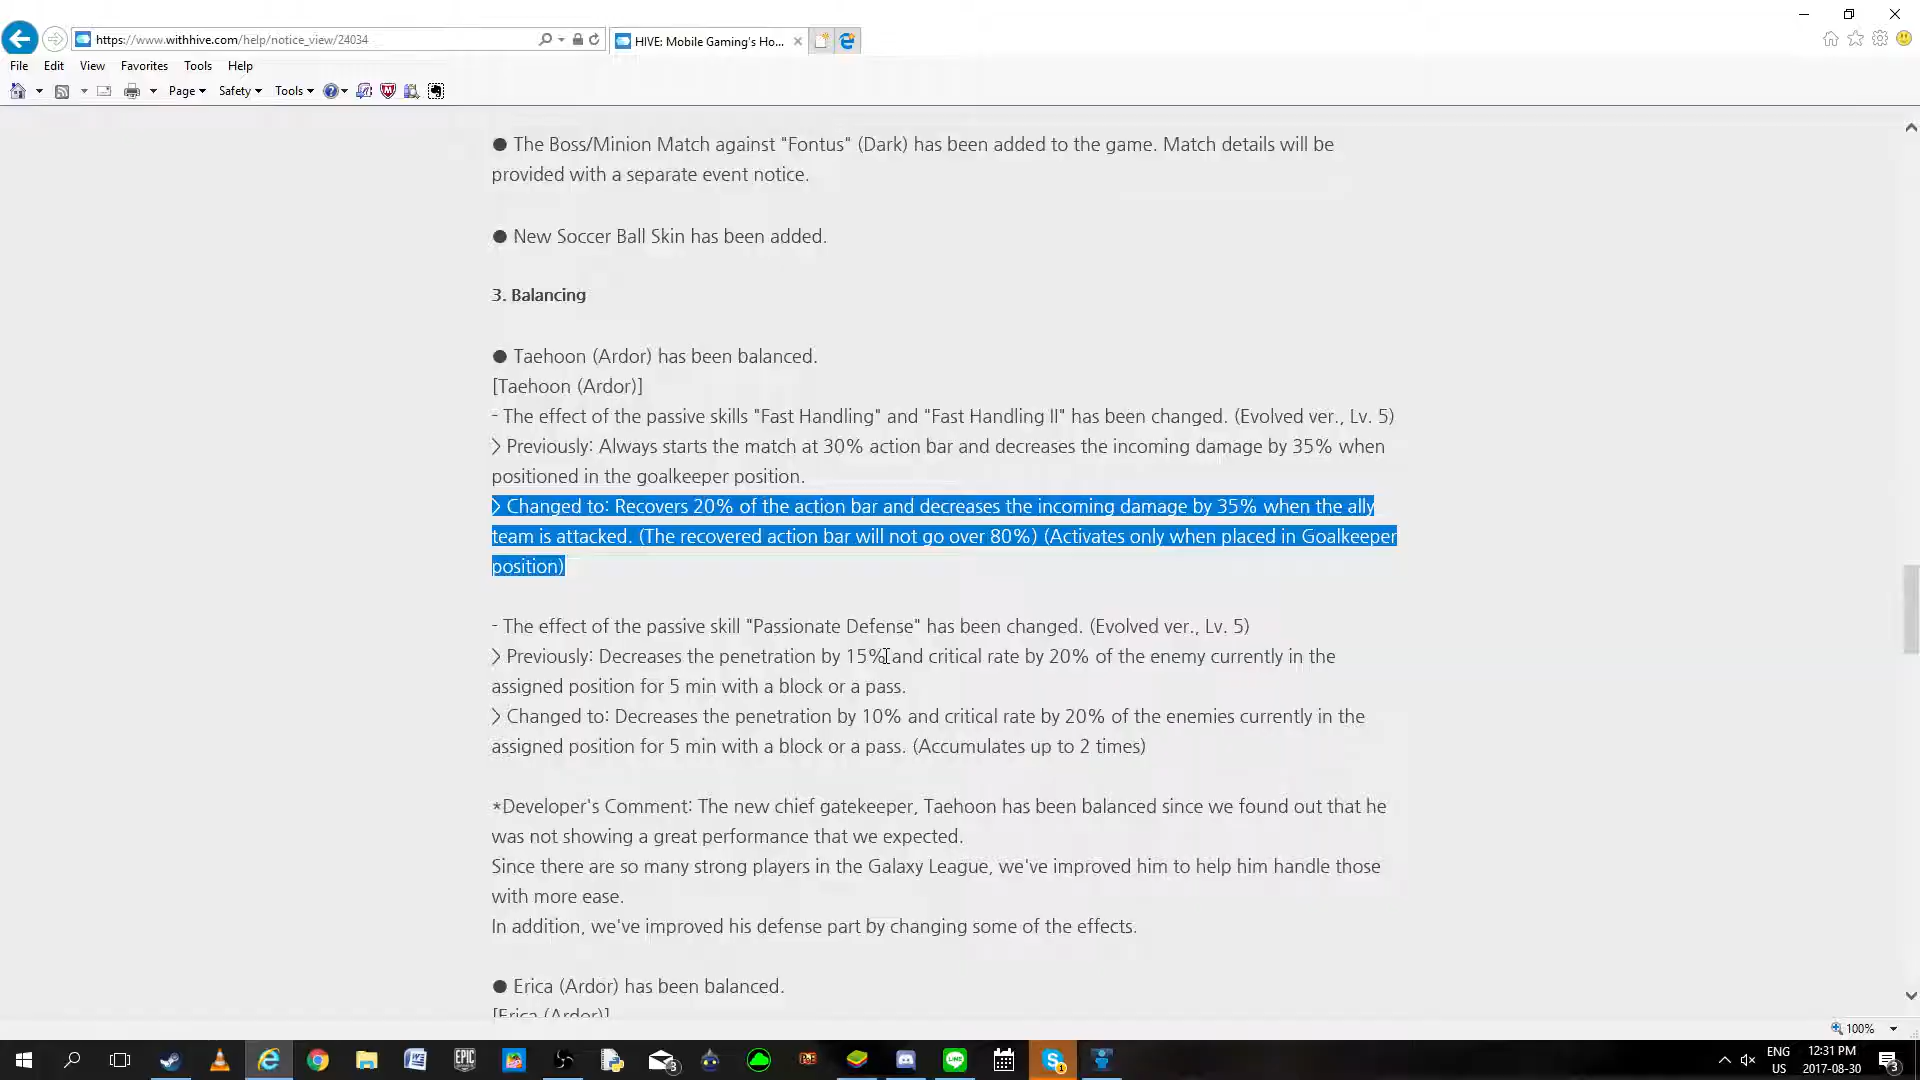 https://www.withhive.com/help/notice_view/24034
HIVE: Mobile Gaming's Ho...
File Edit View Favorites Tools Help
Page Safety Tools
● The Boss/Minion Match against "Fontus" (Dark) has been added to the game. Match details will be
provided with a separate event notice.
● New Soccer Ball Skin has been added.
3. Balancing
● Taehoon (Ardor) has been balanced.
[Taehoon (Ardor)]
- The effect of the passive skills "Fast Handling" and "Fast Handling II" has been changed. (Evolved ver., Lv. 5)
> Previously: Always starts the match at 30% action bar and decreases the incoming damage by 35% when
positioned in the goalkeeper position.
> Changed to: Recovers 20% of the action bar and decreases the incoming damage by 35% when the ally
team is attacked. (The recovered action bar will not go over 80%) (Activates only when placed in Goalkeeper
position)
- The effect of the passive skill "Passionate Defense" has been changed. (Evolved ver., Lv. 5)
> Previously: Decreases the penetration by 15% and critical rate by 20% of the enemy currently in the
assigned position for 5 min with a block or a pass.
> Changed to: Decreases the penetration by 10% and critical rate by 20% of the enemies currently in the
assigned position for 5 min with a block or a pass. (Accumulates up to 2 times)
*Developer's Comment: The new chief gatekeeper, Taehoon has been balanced since we found out that he
was not showing a great performance that we expected.
Since there are so many strong players in the Galaxy League, we've improved him to help him handle those
with more ease.
In addition, we've improved his defense part by changing some of the effects.
● Erica (Ardor) has been balanced.
[Erica (Ardor)]
100%
EPIC
3
PoE
LINE
1
ENG
US
12:31 PM
2017-08-30
3